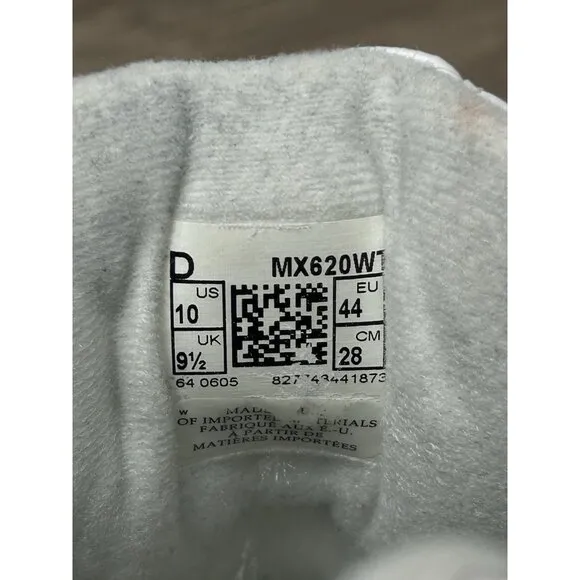 D MX620WT
US EU
10 44
UK CM
9½ 28
64 0605 827743441873
W
MADE
OF IMPORTED MATERIALS
FABRIQUÉ AUX É.-U.
À PARTIR DE
MATIÈRES IMPORTÉES